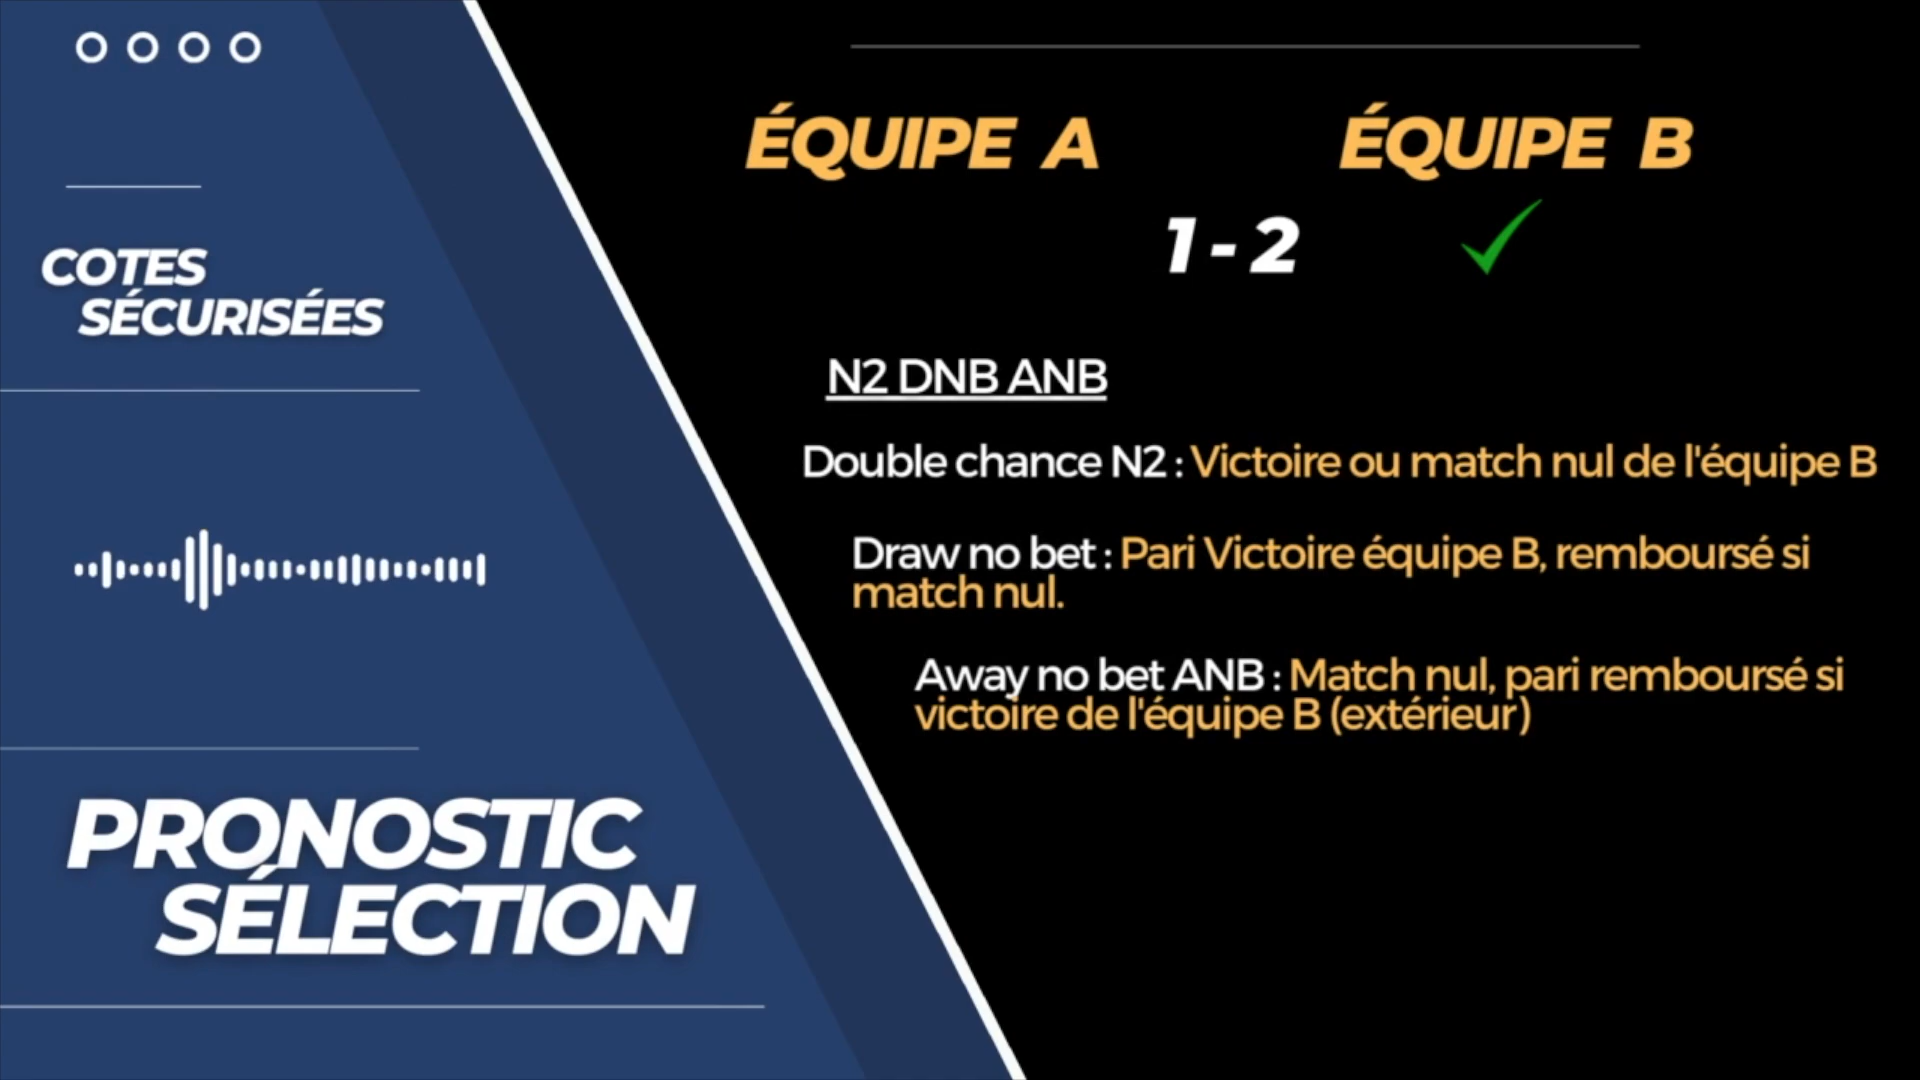 COTES
SÉCURISÉES
PRONOSTIC
SÉLECTION
ÉQUIPE A ÉQUIPE B
1 - 2
N2 DNB ANB
Double chance N2 : Victoire ou match nul de l'équipe B
Draw no bet : Pari Victoire équipe B, remboursé si
match nul.
Away no bet ANB : Match nul, pari remboursé si
victoire de l'équipe B (extérieur)